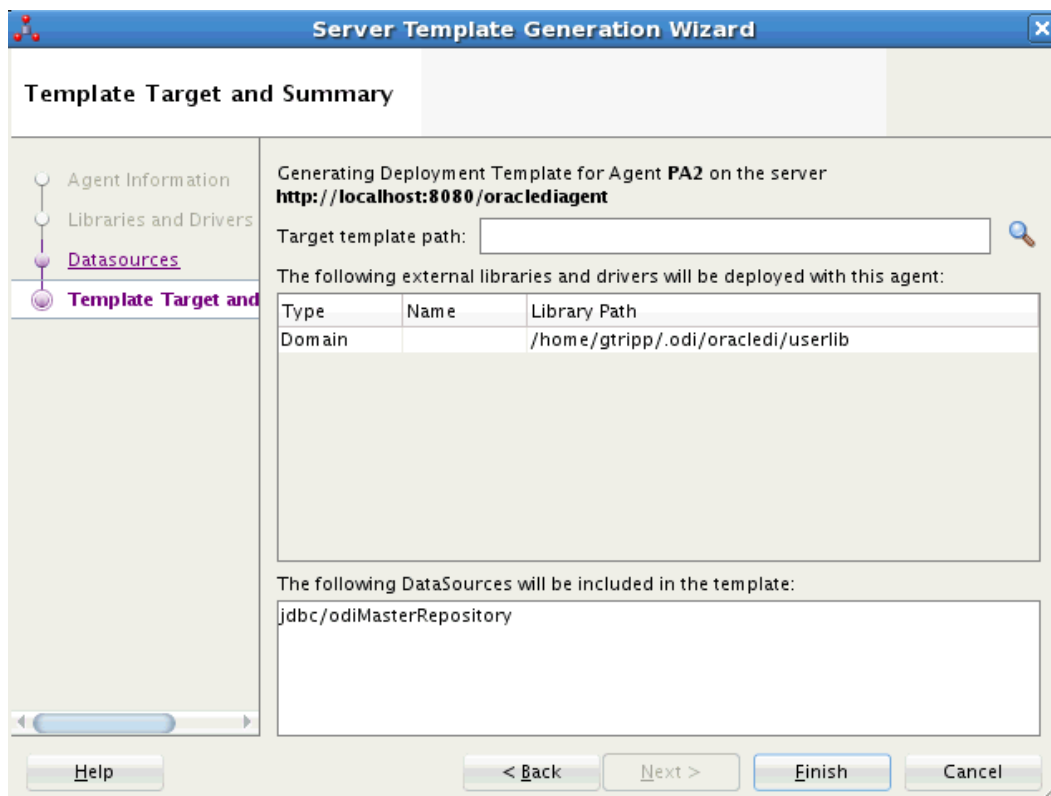 Server Template Generation Wizard
Template Target and Summary
Agent Information
Libraries and Drivers
Datasources
Template Target and
Generating Deployment Template for Agent PA2 on the server
http://localhost:8080/oraclediagent
Target template path:
The following external libraries and drivers will be deployed with this agent:
Type Name Library Path
Domain /home/gtripp/.odi/oracledi/userlib
The following DataSources will be included in the template:
jdbc/odiMasterRepository
Help < Back Next > Finish Cancel